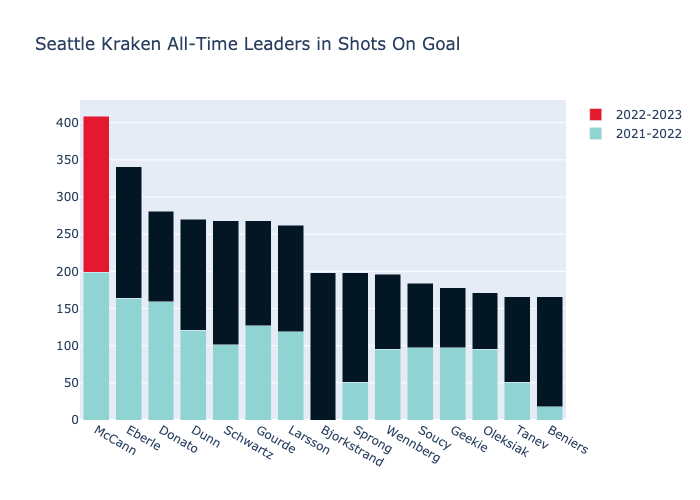 Seattle Kraken All-Time Leaders in Shots On Goal
2022-2023
2021-2022
400
350
300
250
200
150
100
50
0
McCann
Eberle
Donato
Dunn
Schwartz
Gourde
Larsson
Bjorkstrand
Sprong
Wennberg
Soucy
Geekie
Oleksiak
Tanev
Beniers